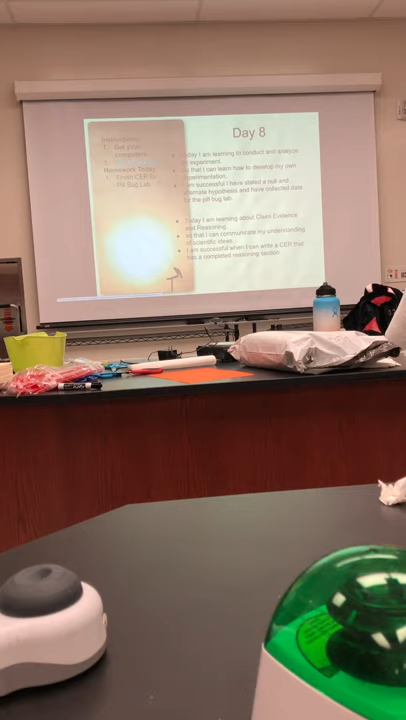 Day 8
Instructions:
1. Get your
computers
2.
Homework Today:
1. Finish CER for
Pill Bug Lab.
Today I am learning to conduct and analyze
an experiment.
so that I can learn how to develop my own
experimentation.
I am successful I have stated a null and
alternate hypothesis and have collected data
for the pill bug lab.
Today I am learning about Claim Evidence
and Reasoning.
so that I can communicate my understanding
of scientific ideas.
I am successful when I can write a CER that
has a completed reasoning section
EXPO